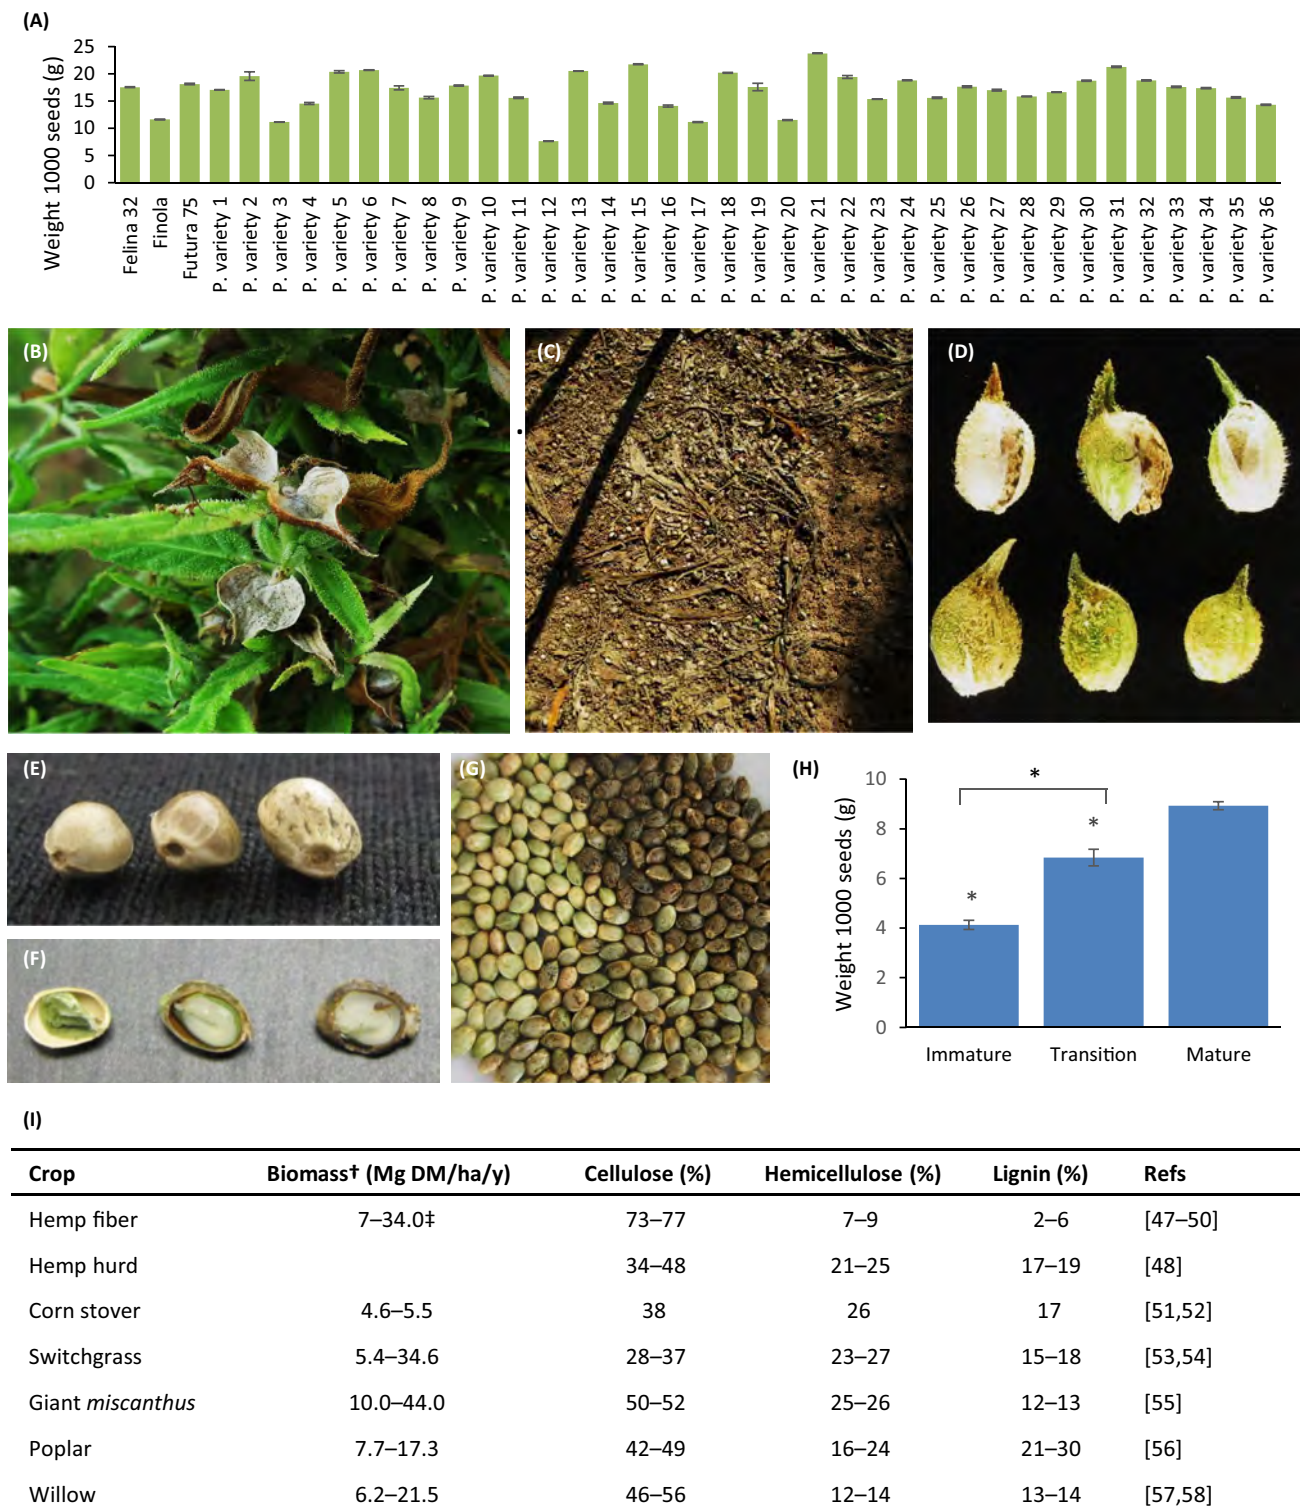 (A)
Weight 1000 seeds (g)
25
20
15
10
5
0
Felina 32
Finola
Futura 75
P. variety 1
P. variety 2
P. variety 3
P. variety 4
P. variety 5
P. variety 6
P. variety 7
P. variety 8
P. variety 9
P. variety 10
P. variety 11
P. variety 12
P. variety 13
P. variety 14
P. variety 15
P. variety 16
P. variety 17
P. variety 18
P. variety 19
P. variety 20
P. variety 21
P. variety 22
P. variety 23
P. variety 24
P. variety 25
P. variety 26
P. variety 27
P. variety 28
P. variety 29
P. variety 30
P. variety 31
P. variety 32
P. variety 33
P. variety 34
P. variety 35
P. variety 36
(B)
(C)
(D)
(E)
(F)
(G)
(H)
Weight 1000 seeds (g)
10
8
6
4
2
0
*
*
*
Immature Transition Mature
(I)
Crop Biomass† (Mg DM/ha/y) Cellulose (%) Hemicellulose (%) Lignin (%) Refs
Hemp fiber 7–34.0‡ 73–77 7–9 2–6 [47–50]
Hemp hurd 34–48 21–25 17–19 [48]
Corn stover 4.6–5.5 38 26 17 [51,52]
Switchgrass 5.4–34.6 28–37 23–27 15–18 [53,54]
Giant miscanthus 10.0–44.0 50–52 25–26 12–13 [55]
Poplar 7.7–17.3 42–49 16–24 21–30 [56]
Willow 6.2–21.5 46–56 12–14 13–14 [57,58]